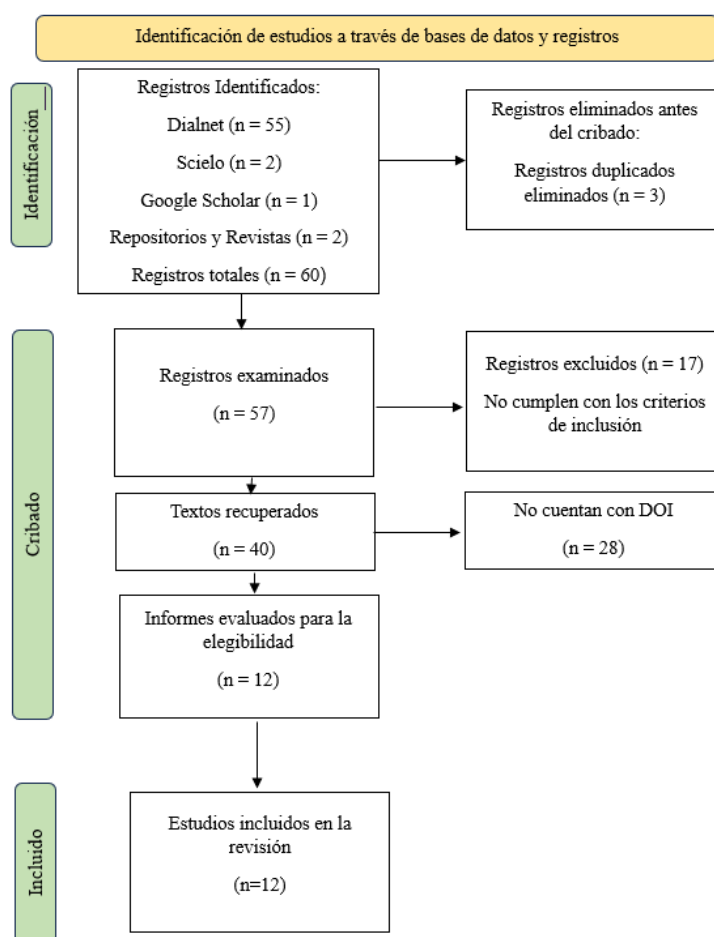 Identificación de estudios a través de bases de datos y registros
Identificación
Registros Identificados:
Dialnet (n = 55)
Scielo (n = 2)
Google Scholar (n = 1)
Repositorios y Revistas (n = 2)
Registros totales (n = 60)
Registros eliminados antes
del cribado:
Registros duplicados
eliminados (n = 3)
Cribado
Registros examinados
(n = 57)
Registros excluidos (n = 17)
No cumplen con los criterios
de inclusión
Textos recuperados
(n = 40)
No cuentan con DOI
(n = 28)
Informes evaluados para la
elegibilidad
(n = 12)
Incluido
Estudios incluidos en la
revisión
(n=12)